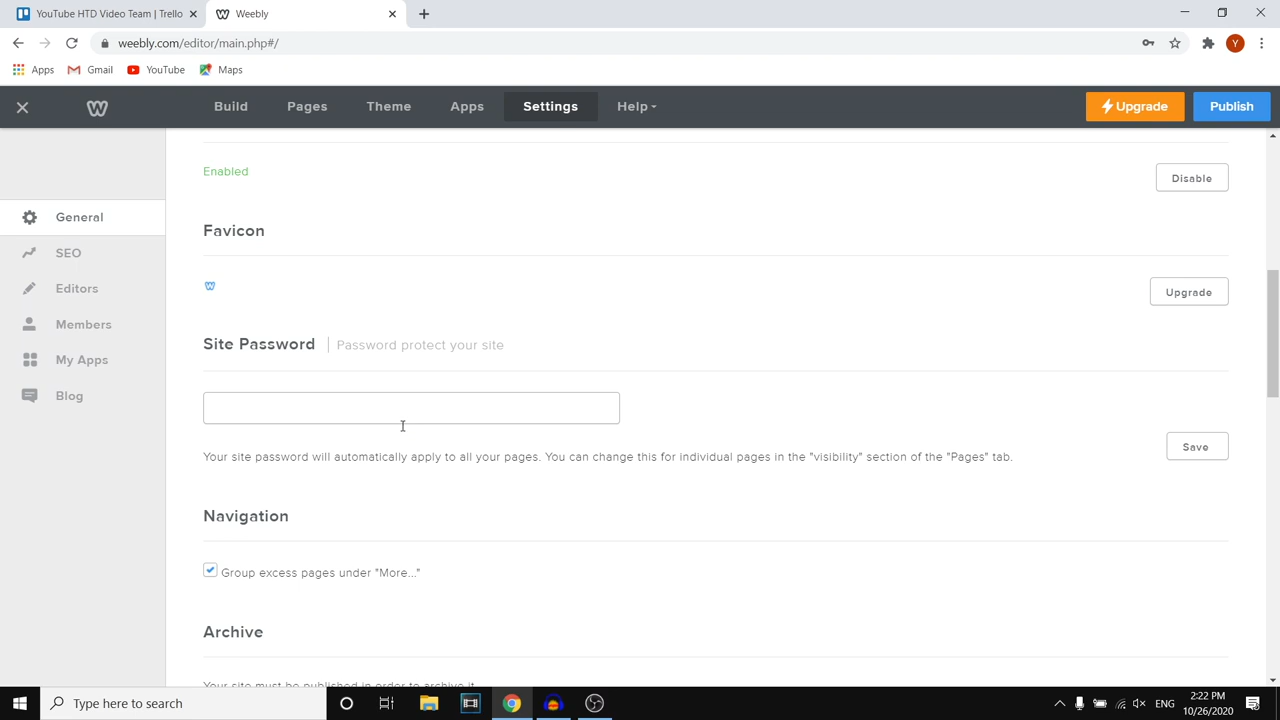 YouTube HTD Video Team | Trello
Weebly
weebly.com/editor/main.php#/
Y
Apps
Gmail
YouTube
Maps
Build
Pages
Theme
Apps
Settings
Help
Upgrade
Publish
General
SEO
Editors
Members
My Apps
Blog
Enabled
Disable
Favicon
Upgrade
Site Password
Password protect your site
Your site password will automatically apply to all your pages. You can change this for individual pages in the "visibility" section of the "Pages" tab.
Save
Navigation
Group excess pages under "More..."
Archive
Your site must be published in order to archive it
Type here to search
ENG
2:22 PM
10/26/2020